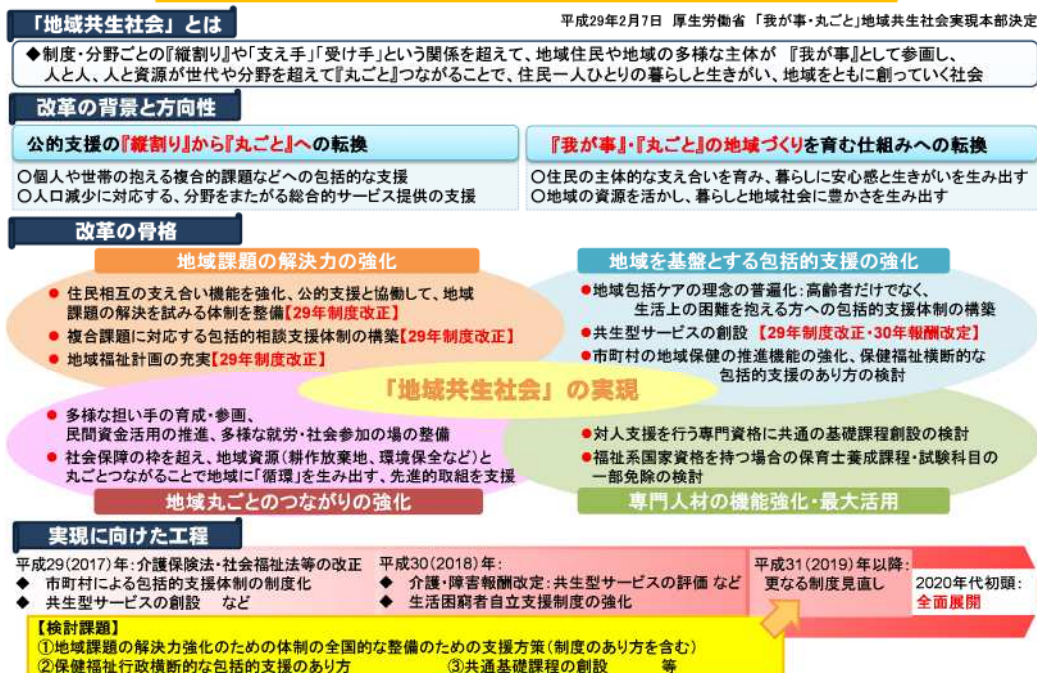 「地域共生社会」とは
平成29年2月7日 厚生労働省 「我が事・丸ごと」地域共生社会実現本部決定
◆制度・分野ごとの『縦割り』や「支え手」「受け手」という関係を超えて、地域住民や地域の多様な主体が 『我が事』として参画し、
人と人、人と資源が世代や分野を超えて『丸ごと』つながることで、住民一人ひとりの暮らしと生きがい、地域をともに創っていく社会
改革の背景と方向性
公的支援の『縦割り』から『丸ごと』への転換
○個人や世帯の抱える複合的課題などへの包括的な支援
○人口減少に対応する、分野をまたがる総合的サービス提供の支援
『我が事』・『丸ごと』の地域づくりを育む仕組みへの転換
○住民の主体的な支え合いを育み、暮らしに安心感と生きがいを生み出す
○地域の資源を活かし、暮らしと地域社会に豊かさを生み出す
改革の骨格
地域課題の解決力の強化
● 住民相互の支え合い機能を強化、公的支援と協働して、地域
課題の解決を試みる体制を整備【29年制度改正】
● 複合課題に対応する包括的相談支援体制の構築【29年制度改正】
● 地域福祉計画の充実【29年制度改正】
地域を基盤とする包括的支援の強化
●地域包括ケアの理念の普遍化:高齢者だけでなく、
生活上の困難を抱える方への包括的支援体制の構築
●共生型サービスの創設 【29年制度改正・30年報酬改定】
●市町村の地域保健の推進機能の強化、保健福祉横断的な
包括的支援のあり方の検討
「地域共生社会」の実現
● 多様な担い手の育成・参画、
民間資金活用の推進、多様な就労・社会参加の場の整備
● 社会保障の枠を超え、地域資源(耕作放棄地、環境保全など)と
丸ごとつながることで地域に「循環」を生み出す、先進的取組を支援
地域丸ごとのつながりの強化
●対人支援を行う専門資格に共通の基礎課程創設の検討
●福祉系国家資格を持つ場合の保育士養成課程・試験科目の
一部免除の検討
専門人材の機能強化・最大活用
実現に向けた工程
平成29(2017)年:介護保険法・社会福祉法等の改正
◆ 市町村による包括的支援体制の制度化
◆ 共生型サービスの創設 など
平成30(2018)年:
◆ 介護・障害報酬改定:共生型サービスの評価 など
◆ 生活困窮者自立支援制度の強化
平成31(2019)年以降:
更なる制度見直し
2020年代初頭:
全面展開
【検討課題】
①地域課題の解決力強化のための体制の全国的な整備のための支援方策(制度のあり方を含む)
②保健福祉行政横断的な包括的支援のあり方 ③共通基礎課程の創設 等